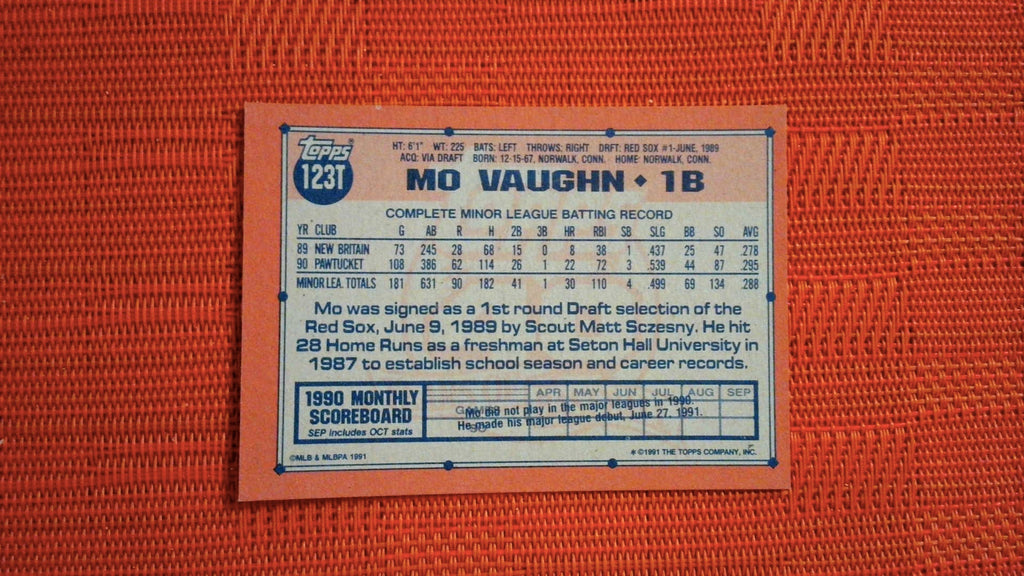 Topps®
123T
HT: 6'1" WT: 225 BATS: LEFT THROWS: RIGHT DRFT: RED SOX #1-JUNE, 1989
ACQ: VIA DRAFT BORN: 12-15-67, NORWALK, CONN. HOME: NORWALK, CONN.
MO VAUGHN ♦ 1B
COMPLETE MINOR LEAGUE BATTING RECORD
YR CLUB G AB R H 2B 3B HR RBI SB SLG BB SO AVG
89 NEW BRITAIN 73 245 28 68 15 0 8 38 1 .437 25 47 .278
90 PAWTUCKET 108 386 62 114 26 1 22 72 3 .539 44 87 .295
MINOR LEA. TOTALS 181 631 90 182 41 1 30 110 4 .499 69 134 .288
Mo was signed as a 1st round Draft selection of the
Red Sox, June 9, 1989 by Scout Matt Sczesny. He hit
28 Home Runs as a freshman at Seton Hall University in
1987 to establish school season and career records.
1990 MONTHLY
SCOREBOARD
SEP includes OCT stats
APR MAY JUN JUL AUG SEP
GAMES
Mo did not play in the major leagues in 1990.
He made his major league debut, June 27, 1991.
©MLB & MLBPA 1991
* ©1991 THE TOPPS COMPANY, INC.